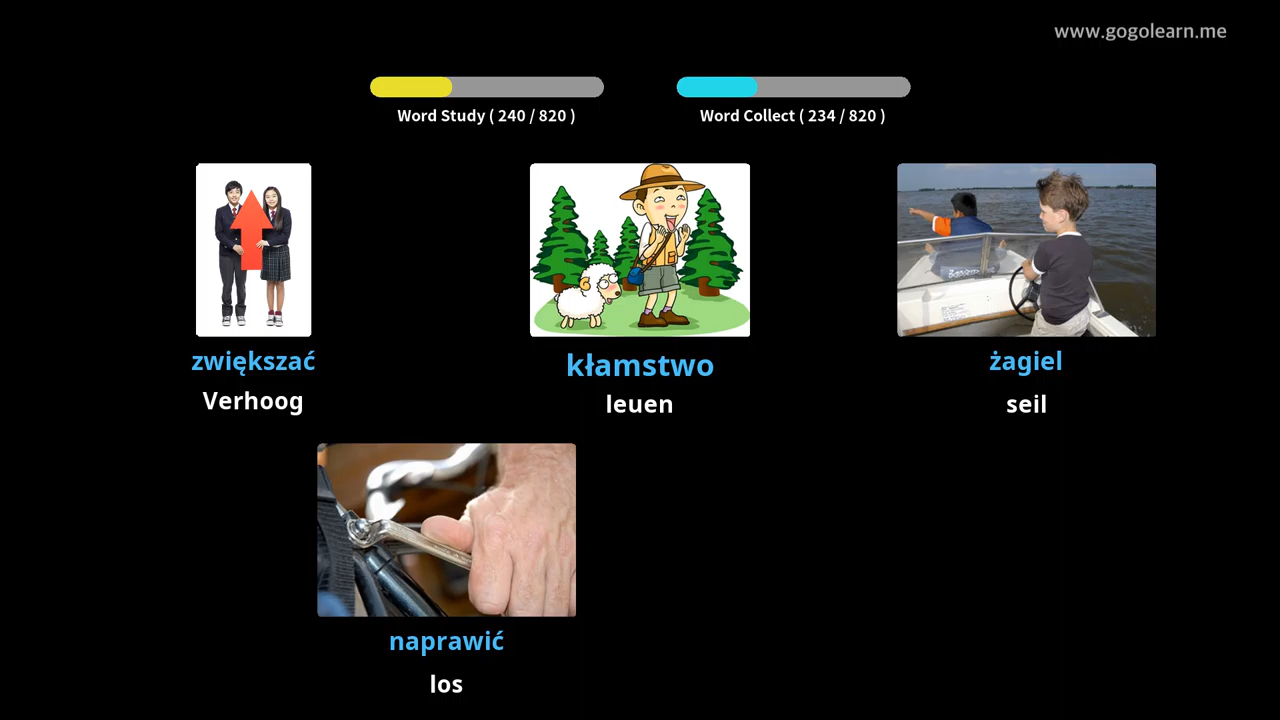 www.gogolearn.me
Word Study ( 240 / 820 )
Word Collect ( 234 / 820 )
zwiększać
Verhoog
kłamstwo
leuen
żagiel
seil
naprawić
los